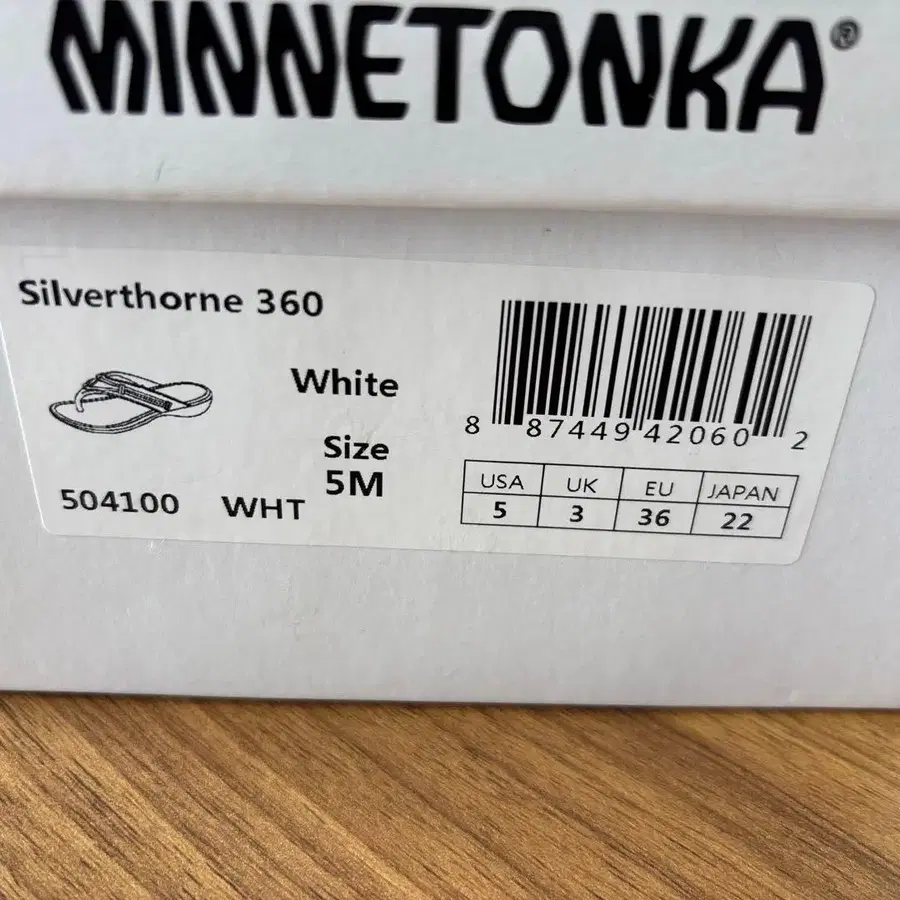 MINNETONKA®
Silverthorne 360
White
Size
5M
504100 WHT
8 87449 42060 2
USA UK EU JAPAN
5 3 36 22